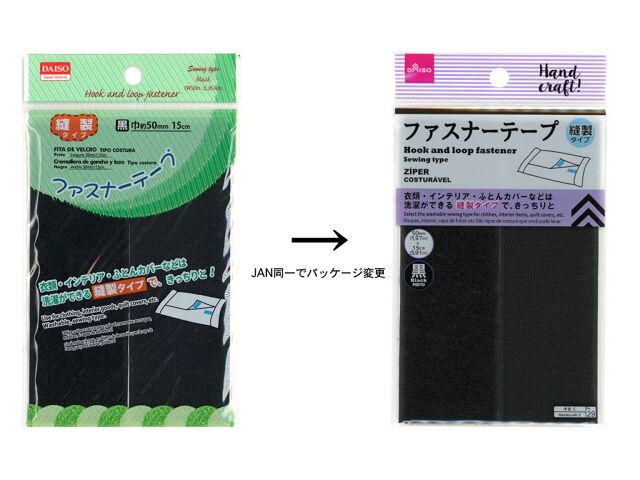 DAISO
Sewing type
black
Hook and loop fastener
縫製
タイプ
黒 巾約50mm 15cm
FITA DE VELCRO TIPO COSTURA
Cremallera de gancho y lazo Tipo costura
ファスナーテープ
衣類・インテリア・ふとんカバーなどは
洗濯ができる 縫製タイプ で、きっちりと!
Use for clothing, interior goods, quilt covers, etc.
Washable, sewing type.
JAN同一でパッケージ変更
DAISO
Hand
craft!
ファスナーテープ
縫製
タイプ
Hook and loop fastener
Sewing type
ZÍPER
COSTURÁVEL
衣類・インテリア・ふとんカバーなどは
洗濯ができる 縫製タイプ で、きっちりと
Select the washable sewing type for clothes, interior items, quilt covers, etc.
Roupas, interior, capa de futon etc.São tipos de costura que você pode lavar.
50mm
(1.97in)
×
15cm
(5.91in)
黒
Black
PRETO
29